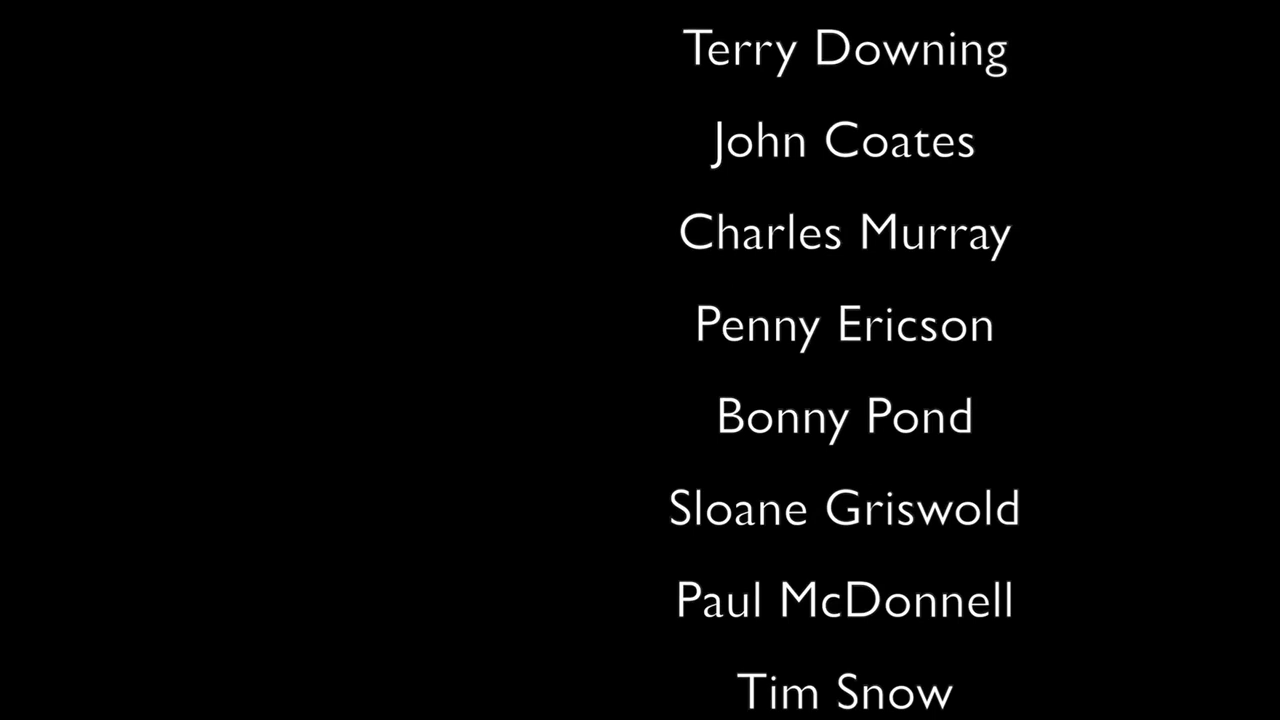 Terry Downing
John Coates
Charles Murray
Penny Ericson
Bonny Pond
Sloane Griswold
Paul McDonnell
Tim Snow